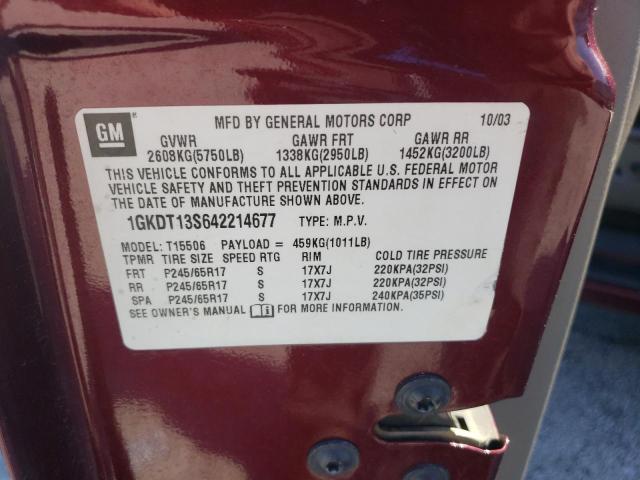 GM
MFD BY GENERAL MOTORS CORP 10/03
GVWR GAWR FRT GAWR RR
2608KG(5750LB) 1338KG(2950LB) 1452KG(3200LB)
THIS VEHICLE CONFORMS TO ALL APPLICABLE U.S. FEDERAL MOTOR
VEHICLE SAFETY AND THEFT PREVENTION STANDARDS IN EFFECT ON
THE DATE OF MANUFACTURE SHOWN ABOVE.
1GKDT13S642214677 TYPE: M.P.V.
MODEL: T15506 PAYLOAD = 459KG(1011LB)
TPMR TIRE SIZE SPEED RTG RIM COLD TIRE PRESSURE
FRT P245/65R17 S 17X7J 220KPA(32PSI)
RR P245/65R17 S 17X7J 220KPA(32PSI)
SPA P245/65R17 S 17X7J 240KPA(35PSI)
SEE OWNER'S MANUAL FOR MORE INFORMATION.